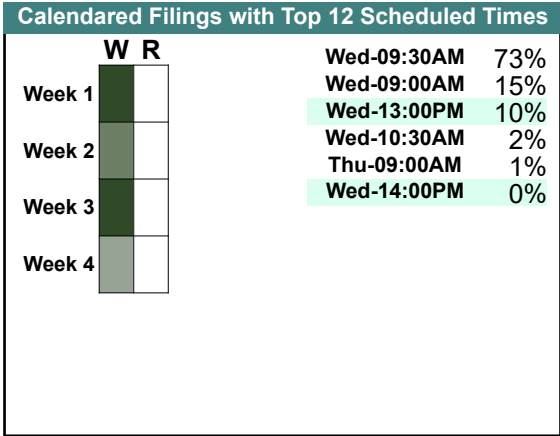 Calendared Filings with Top 12 Scheduled Times
W R
Week 1
Week 2
Week 3
Week 4
Wed-09:30AM 73%
Wed-09:00AM 15%
Wed-13:00PM 10%
Wed-10:30AM 2%
Thu-09:00AM 1%
Wed-14:00PM 0%